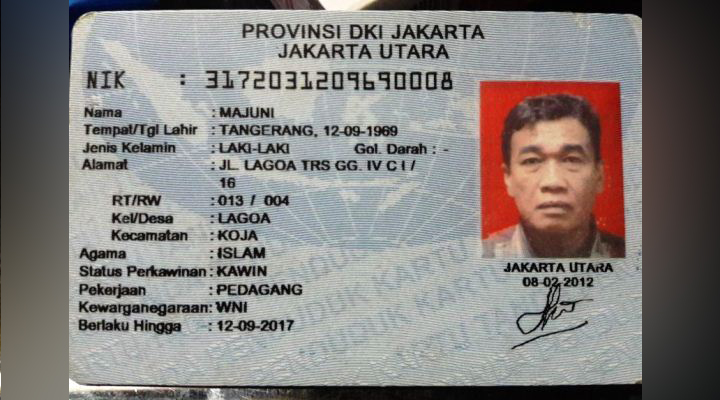 PROVINSI DKI JAKARTA
JAKARTA UTARA
NIK : 3172031209690008
Nama : MAJUNI
Tempat/Tgl Lahir : TANGERANG, 12-09-1969
Jenis Kelamin : LAKI-LAKI Gol. Darah : -
Alamat : JL. LAGOA TRS GG. IV C I /
16
RT/RW : 013 / 004
Kel/Desa : LAGOA
Kecamatan : KOJA
Agama : ISLAM
Status Perkawinan : KAWIN
Pekerjaan : PEDAGANG
Kewarganegaraan : WNI
Berlaku Hingga : 12-09-2017
JAKARTA UTARA
08-02-2012